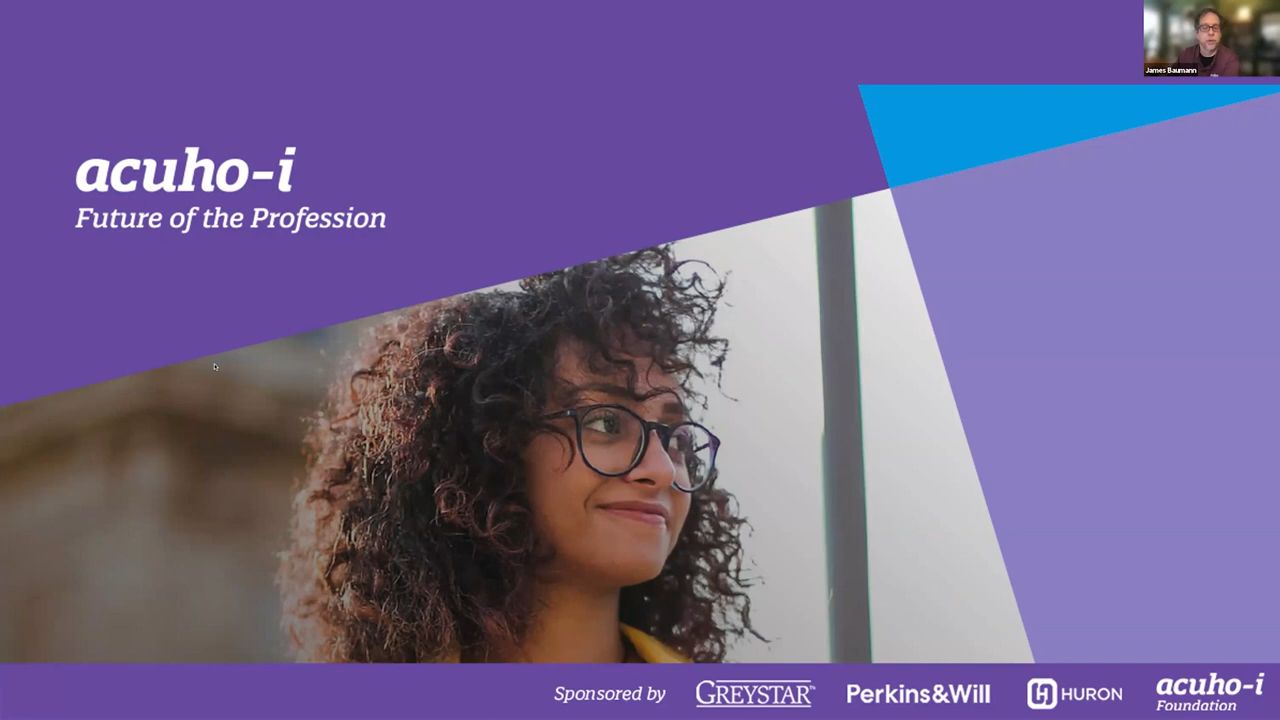 James Baumann
acuho-i
Future of the Profession
Sponsored by GREYSTAR Perkins&Will HURON acuho-i
Foundation